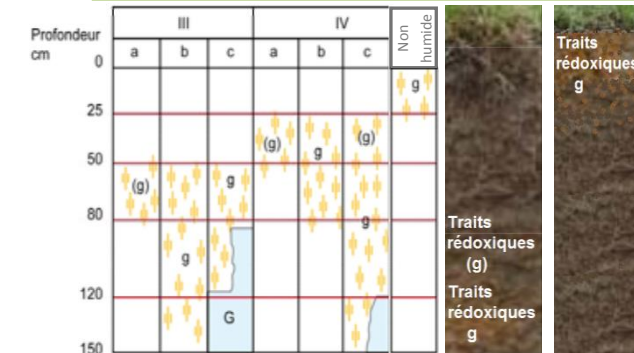 Profondeur
cm
III
IV
Non
humide
a
b
c
a
b
c
0
25
50
80
120
150
(g)
g
g
G
(g)
g
(g)
g
g
Traits
rédoxiques
(g)
Traits
rédoxiques
g
Traits
rédoxiques
g